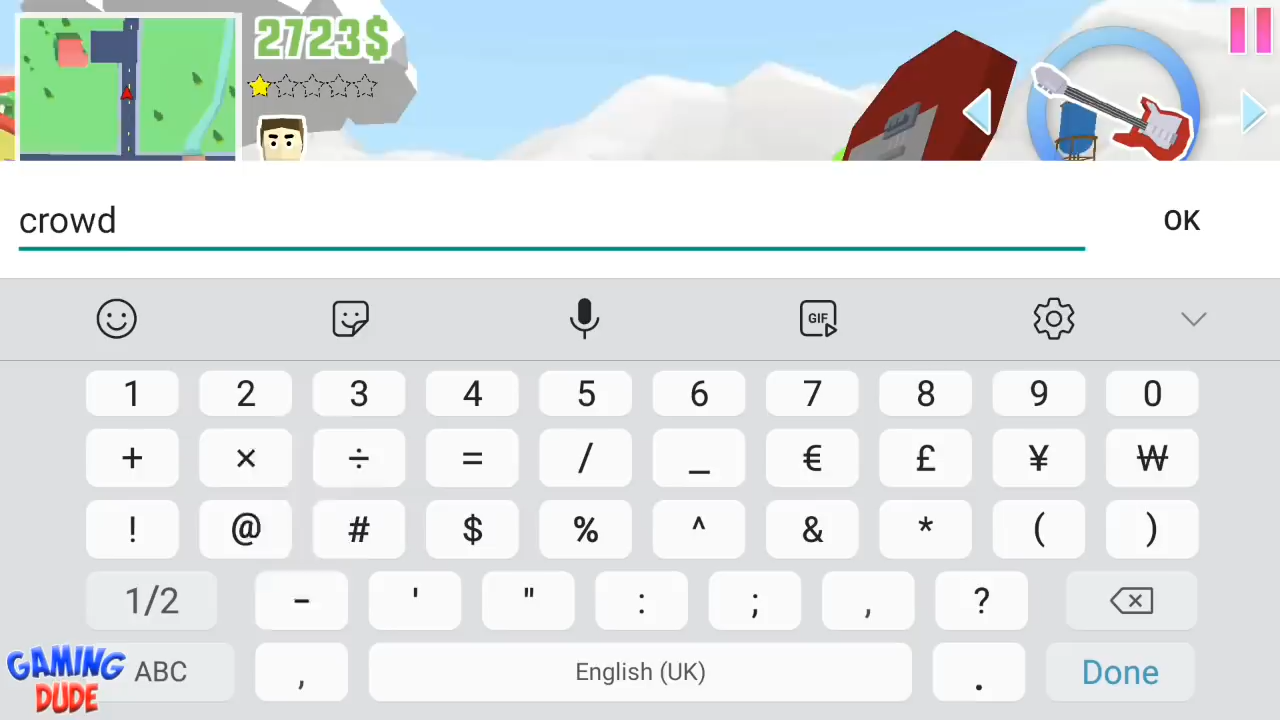 2723$
crowd
OK
GIF
1 2 3 4 5 6 7 8 9 0
+ × ÷ = / _ € £ ¥ ₩
! @ # $ % ^ & * ( )
1/2 - ' " : ; , ?
GAMING
DUDE
ABC , English (UK) . Done